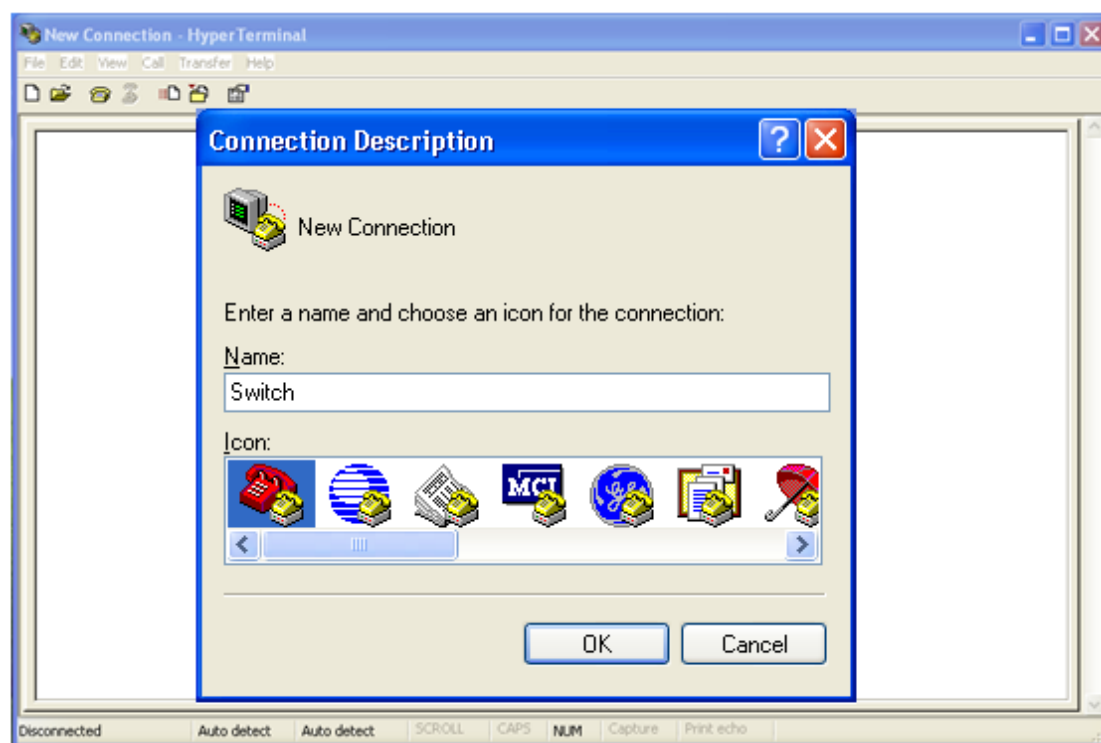 New Connection - HyperTerminal
File Edit View Call Transfer Help
Connection Description
New Connection
Enter a name and choose an icon for the connection:
Name:
Switch
Icon:
MCI
OK Cancel
Disconnected Auto detect Auto detect SCROLL CAPS NUM Capture Print echo